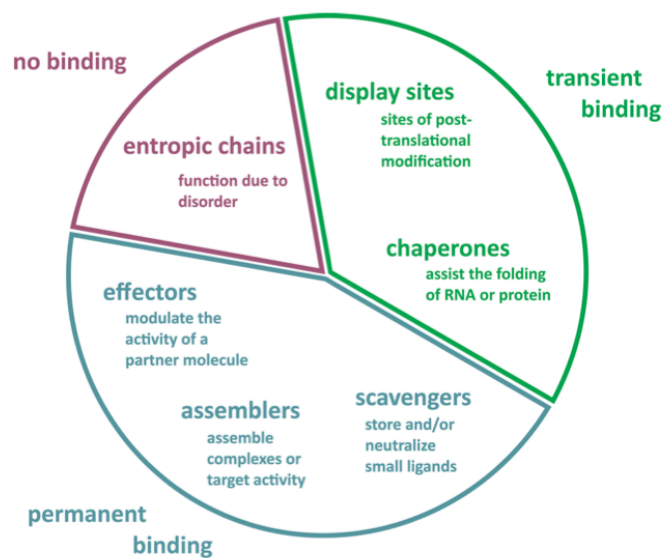 no binding
entropic chains
function due to
disorder
transient
binding
display sites
sites of post-
translational
modification
chaperones
assist the folding
of RNA or protein
effectors
modulate the
activity of a
partner molecule
assemblers
assemble
complexes or
target activity
scavengers
store and/or
neutralize
small ligands
permanent
binding